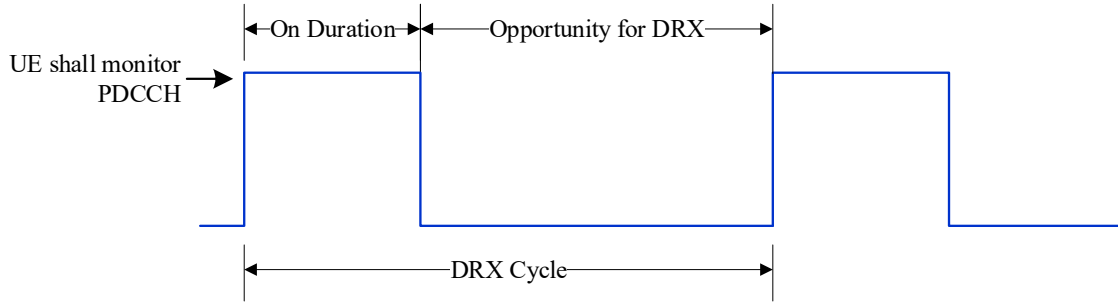 On Duration
Opportunity for DRX
UE shall monitor
PDCCH
DRX Cycle